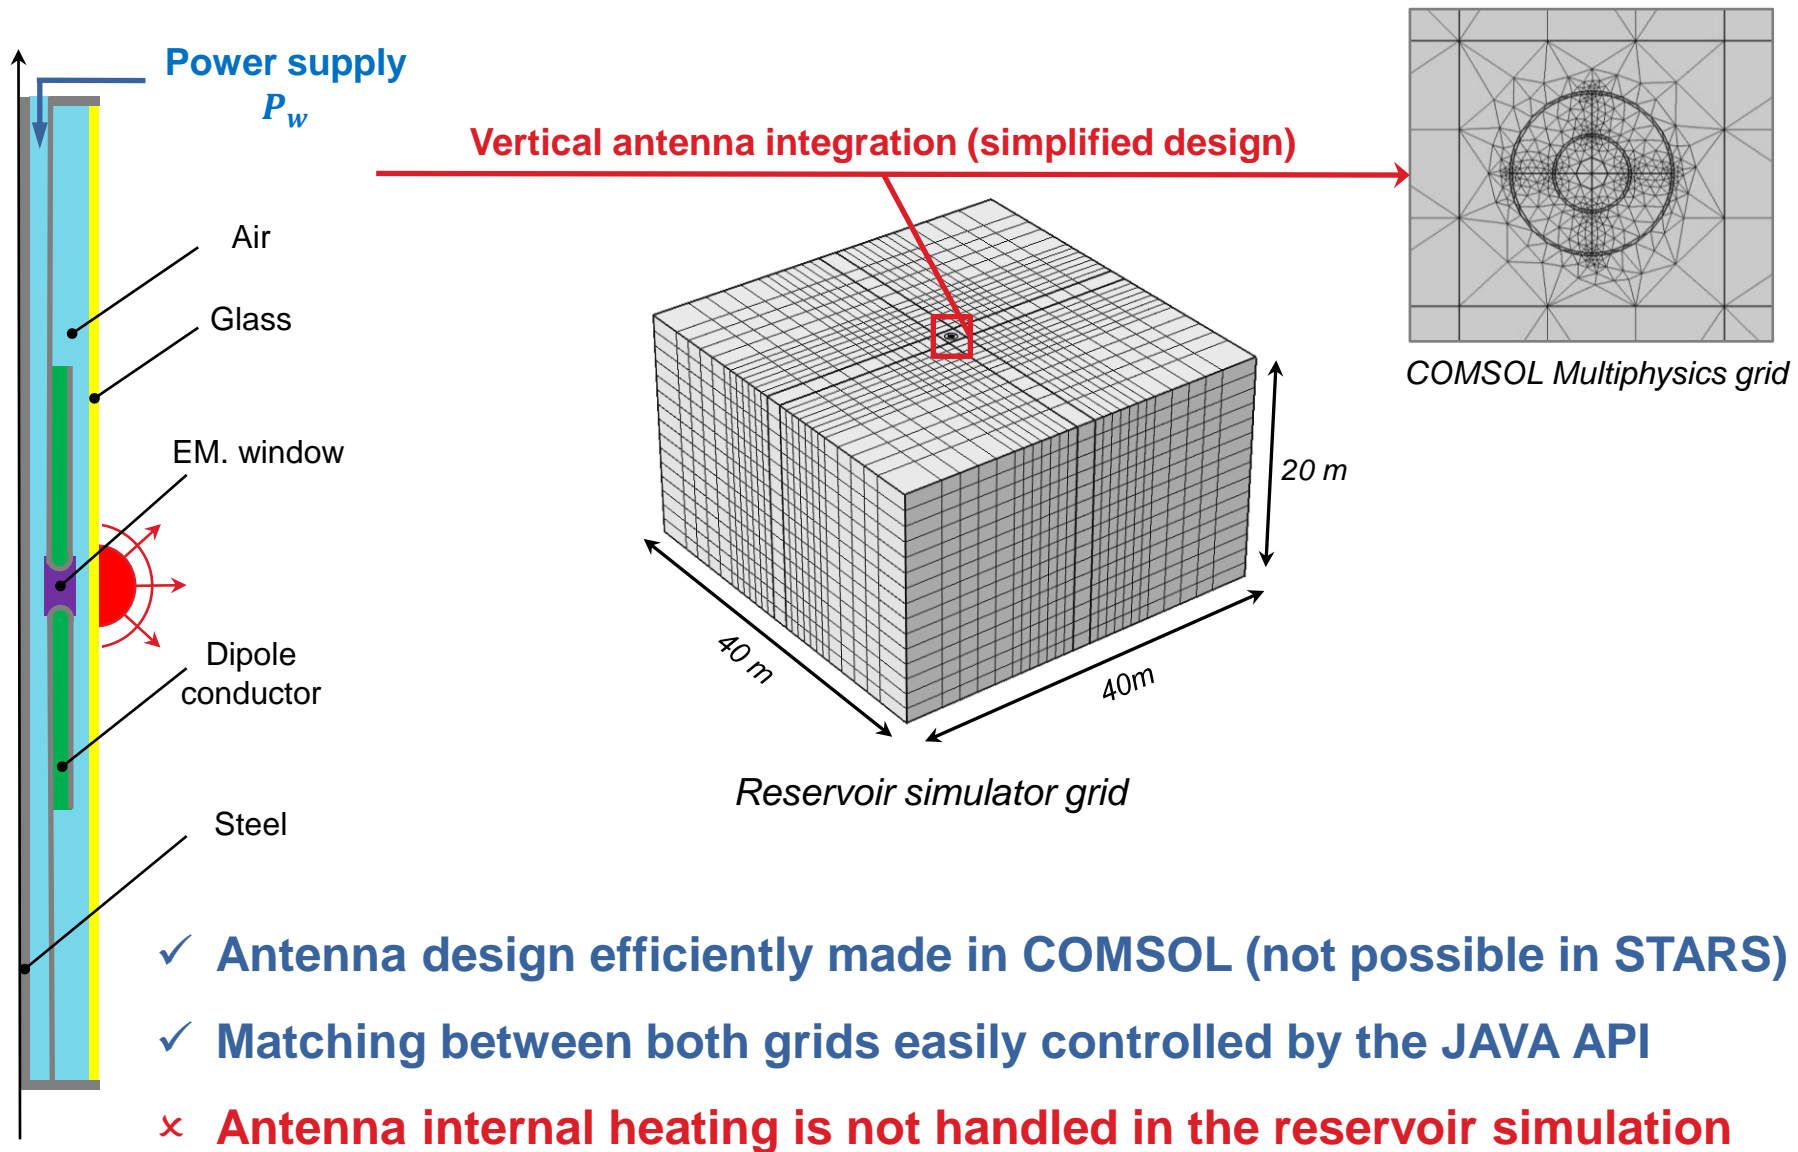 Power supply
P_w
Vertical antenna integration (simplified design)
Air
Glass
EM. window
Dipole
conductor
Steel
COMSOL Multiphysics grid
20 m
40 m
40m
Reservoir simulator grid
✓ Antenna design efficiently made in COMSOL (not possible in STARS)
✓ Matching between both grids easily controlled by the JAVA API
× Antenna internal heating is not handled in the reservoir simulation